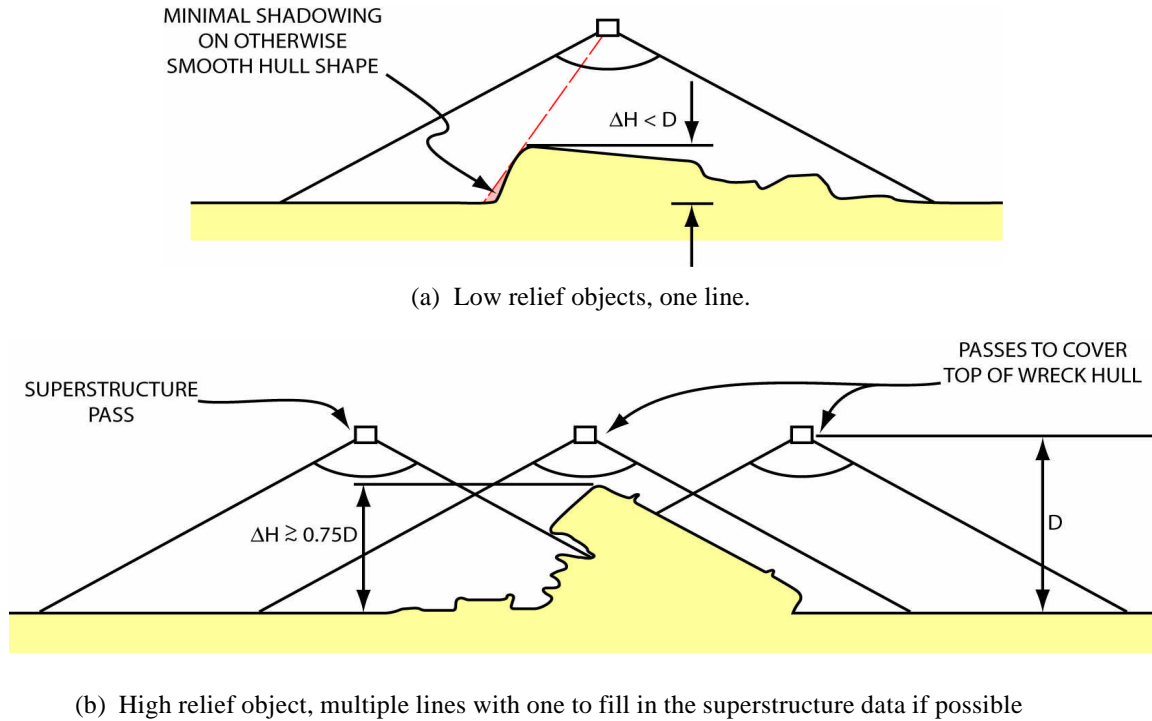 MINIMAL SHADOWING
ON OTHERWISE
SMOOTH HULL SHAPE
ΔH < D
(a) Low relief objects, one line.
SUPERSTRUCTURE
PASS
PASSES TO COVER
TOP OF WRECK HULL
ΔH ≳ 0.75D
D
(b) High relief object, multiple lines with one to fill in the superstructure data if possible